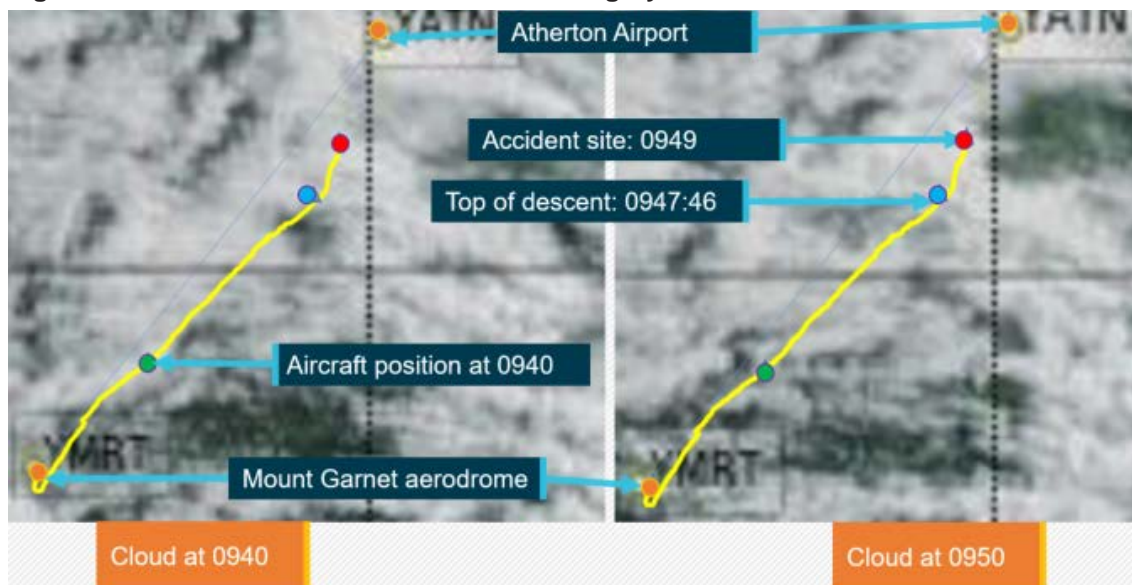 Atherton Airport
YATN
Accident site: 0949
Top of descent: 0947:46
Aircraft position at 0940
YMRT
YMRT
Mount Garnet aerodrome
Cloud at 0940
Cloud at 0950